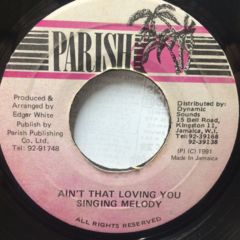 PARISH
Produced &
Arranged by
Edgar White
Publish by
Parish Publishing
Co., Ltd.
Tel: 92-91748
Distributed by:
Dynamic
Sounds
15 Bell Road,
Kingston 11,
Jamaica, W.I.
Tel: 92-39168
92-39138
(P) (C) 1991
Made in Jamaica
AIN'T THAT LOVING YOU
SINGING MELODY
ALL RIGHTS RESERVED